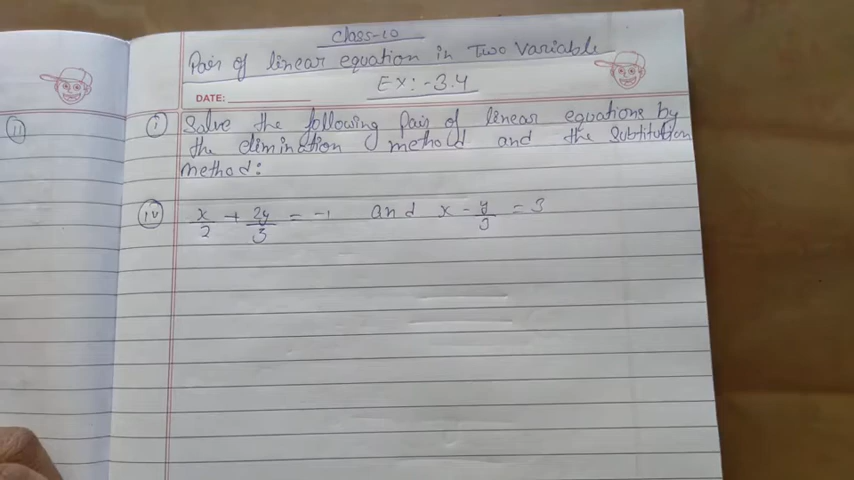 Class-10
Pair of linear equation in Two Variable
Ex:-3.4
DATE:
(i) Solve the following Pair of linear equations by
the elimination method and the Substitution
method:
(iv) x/2 + 2y/3 = -1 and x - y/3 = 3
(ii)